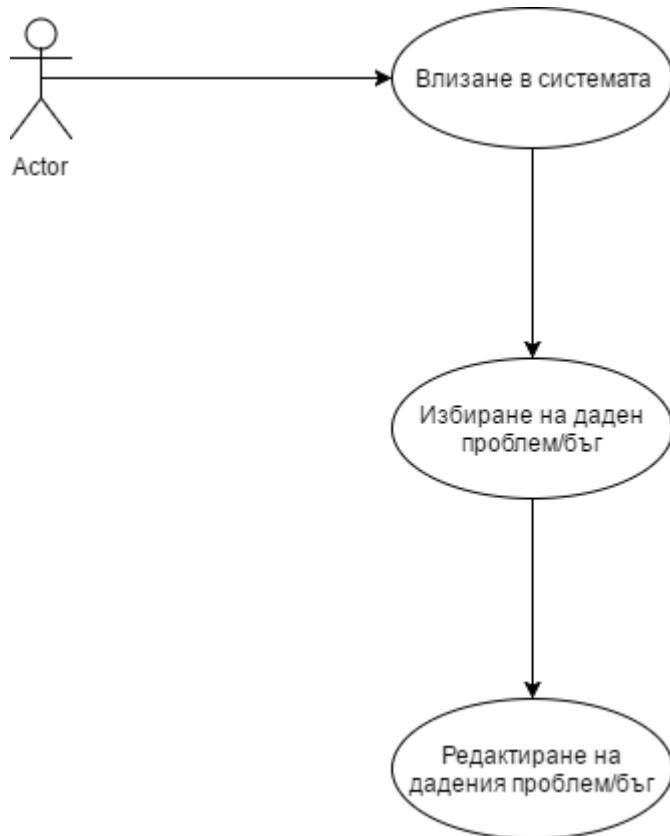 Влизане в системата
Actor
Избиране на даден
проблем/бъг
Редактиране на
дадения проблем/бъг